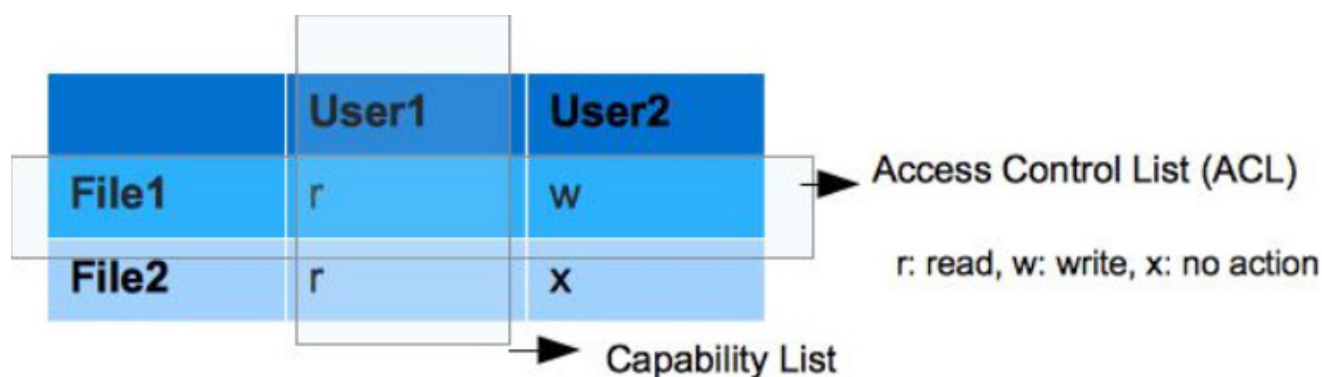 User1 User2
File1 r w Access Control List (ACL)
File2 r x r: read, w: write, x: no action
Capability List